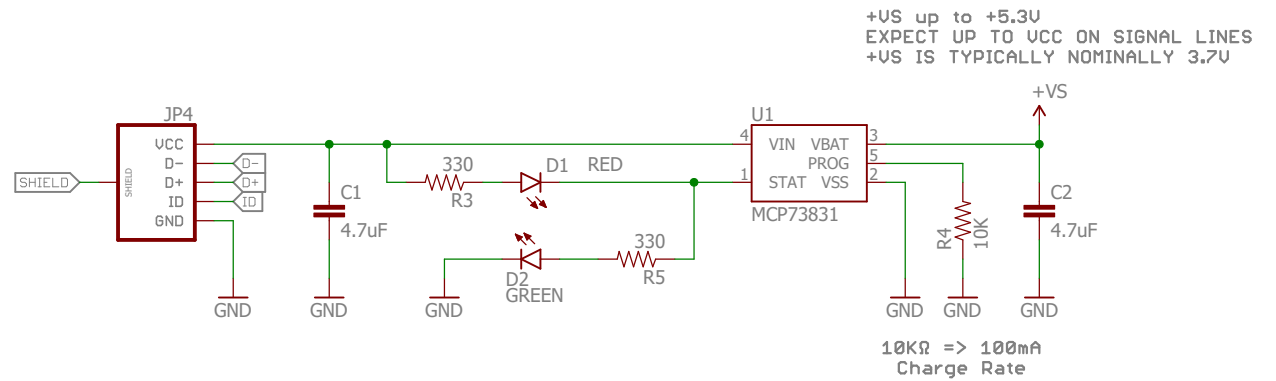 +VS up to +5.3V
EXPECT UP TO VCC ON SIGNAL LINES
+VS IS TYPICALLY NOMINALLY 3.7V
+VS
JP4
U1
VCC
D-
D+
ID
GND
SHIELD
SHIELD
D-
D+
ID
C1
4.7uF
330
R3
D1
RED
330
R5
D2
GREEN
4
1
VIN VBAT
PROG
STAT VSS
3
5
2
MCP73831
R4
10K
C2
4.7uF
GND
GND
GND
GND
GND
GND
10KΩ => 100mA
Charge Rate